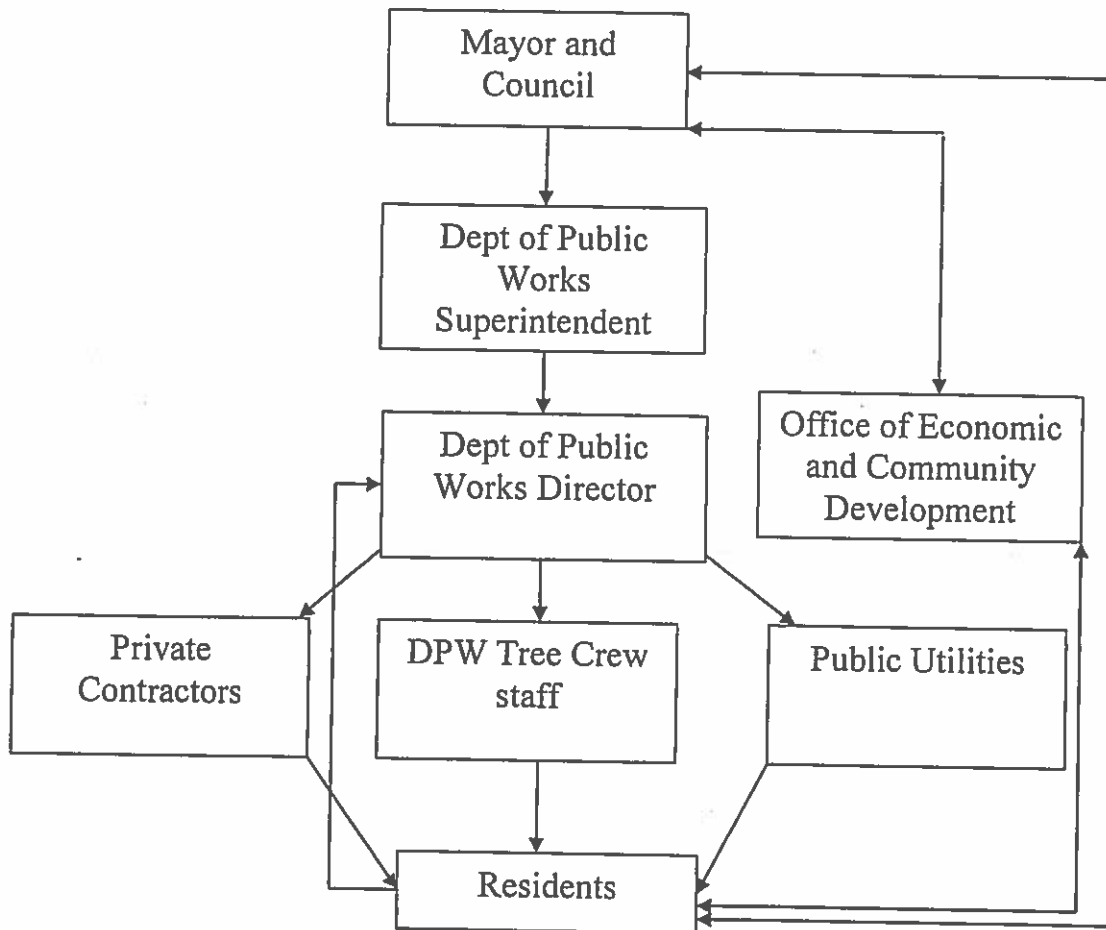 Mayor and
Council
Dept of Public
Works
Superintendent
Dept of Public
Works Director
Office of Economic
and Community
Development
Private
Contractors
DPW Tree Crew
staff
Public Utilities
Residents